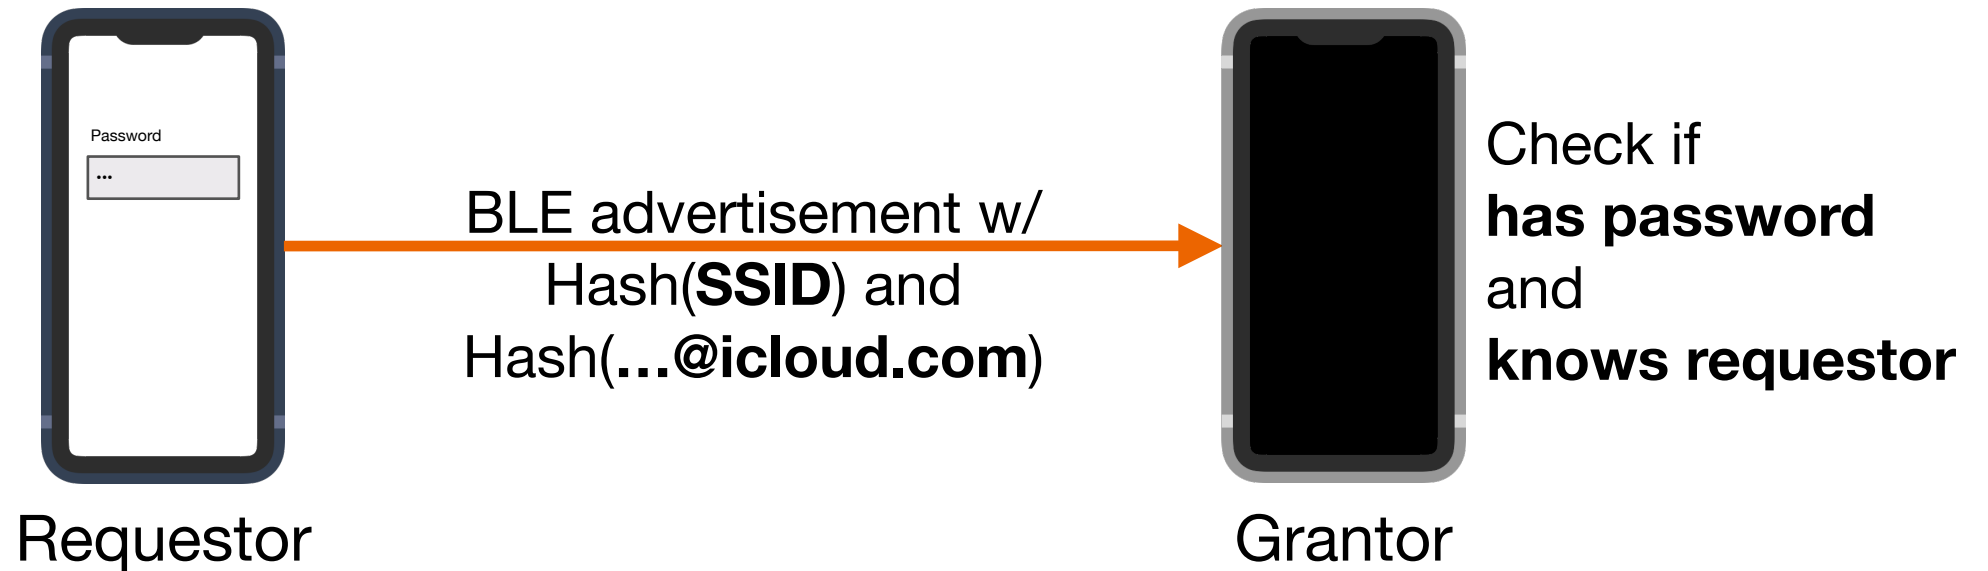 Password
•••
BLE advertisement w/
Hash(SSID) and
Hash(…@icloud.com)
Check if
has password
and
knows requestor
Requestor
Grantor